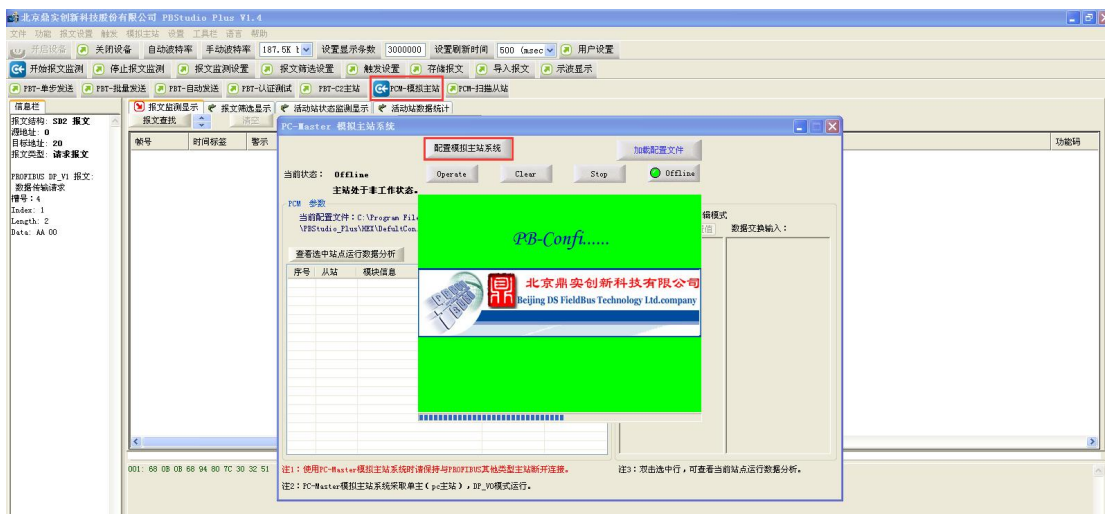 北京鼎实创新科技股份有限公司 PBStudio Plus V1.4
文件 功能 报文设置 触发 模拟主站 设置 工具栏 语言 帮助
开启设备 关闭设备 自动波特率 手动波特率 187.5K b 设置显示条数 3000000 设置刷新时间 500 (msec 用户设置
开始报文监测 停止报文监测 报文监测设置 报文筛选设置 触发设置 存储报文 导入报文 示波显示
PBT-单步发送 PBT-批量发送 PBT-自动发送 PBT-认证测试 PBT-C2主站 PCM-模拟主站 PCM-扫描从站
信息栏 报文监测显示 报文筛选显示 活动站状态监测显示 活动站数据统计
报文结构: SD2 报文
源地址: 0
目标地址: 20
报文类型: 请求报文
PROFIBUS DP_V1 报文:
数据传输请求
槽号:4
Index: 1
Length: 2
Data: AA 00
报文查找 清空
帧号 时间标签 警示 功能码
PC-Master 模拟主站系统
配置模拟主站系统 加载配置文件
当前状态: Offline Operate Clear Stop Offline
主站处于非工作状态。
PCM 参数
当前配置文件:C:\Program File
\PBStudio_Plus\MEX\DefultCon.
辑模式
值 数据交换输入:
查看选中站点运行数据分析
序号 从站 模块信息
PB-Confi......
鼎 北京鼎实创新科技有限公司
Beijing DS FieldBus Technology Ltd.company
注1:使用PC-Master模拟主站系统时请保持与PROFIBUS其他类型主站断开连接。 注3:双击选中行,可查看当前站点运行数据分析。
注2:PC-Master模拟主站系统采取单主(pc主站),DP_V0模式运行。
001: 68 0B 0B 68 94 80 7C 30 32 51